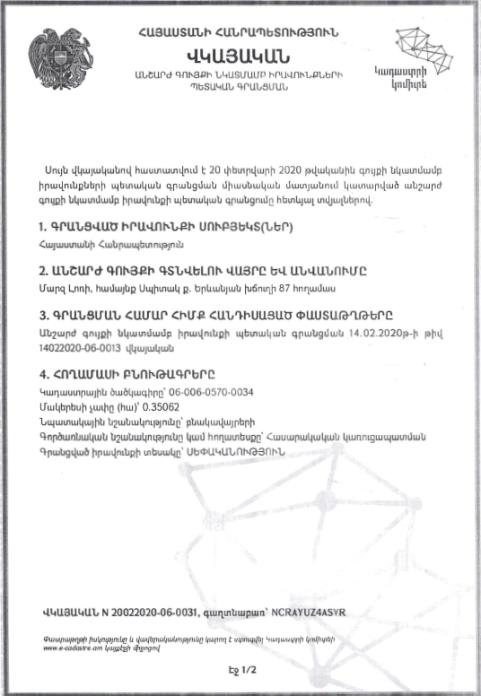 ՀԱՅԱՍՏԱՆԻ ՀԱՆՐԱՊԵՏՈՒԹՅՈՒՆ
ՎԿԱՅԱԿԱՆ
ԱՆՇԱՐԺ ԳՈՒՅՔԻ ՆԿԱՏՄԱՄԲ ԻՐԱՎՈՒՆՔՆԵՐԻ
ՊԵՏԱԿԱՆ ԳՐԱՆՑՄԱՆ
Կադաստրի
կոմիտե
Սույն վկայականով հաստատվում է 20 փետրվարի 2020 թվականին գույքի նկատմամբ
իրավունքների պետական գրանցման միասնական մատյանում կատարված անշարժ
գույքի նկատմամբ իրավունքի պետական գրանցումը հետևյալ տվյալներով.
1. ԳՐԱՆՑՎԱԾ ԻՐԱՎՈՒՆՔԻ ՍՈՒԲՅԵԿՏ(ՆԵՐ)
Հայաստանի Հանրապետություն
2. ԱՆՇԱՐԺ ԳՈՒՅՔԻ ԳՏՆՎԵԼՈՒ ՎԱՅՐԸ ԵՎ ԱՆՎԱՆՈՒՄԸ
Մարզ Լոռի, համայնք Սպիտակ ք. Երևանյան խճուղի 87 հողամաս
3. ԳՐԱՆՑՄԱՆ ՀԱՄԱՐ ՀԻՄՔ ՀԱՆԴԻՍԱՑԱԾ ՓԱՍՏԱԹՂԹԵՐԸ
Անշարժ գույքի նկատմամբ իրավունքի պետական գրանցման 14.02.2020թ-ի թիվ
14022020-06-0013 վկայական
4. ՀՈՂԱՄԱՍԻ ԲՆՈՒԹԱԳՐԵՐԸ
Կադաստրային ծածկագիրը՝ 06-006-0570-0034
Մակերեսի չափը (հա)՝ 0.35062
Նպատակային նշանակությունը՝ բնակավայրերի
Գործառնական նշանակությունը կամ հողատեսքը՝ Հասարակական կառուցապատման
Գրանցված իրավունքի տեսակը՝ ՍԵՓԱԿԱՆՈՒԹՅՈՒՆ
ՎԿԱՅԱԿԱՆ N 20022020-06-0031, գաղտնաբառ՝ NCRAYUZ4ASVR
Փաստաթղթի իսկությունը և վավերականությունը կարող է ստուգվել Կադաստրի կոմիտեի
www.e-cadastre.am կայքէջի միջոցով
Էջ 1/2